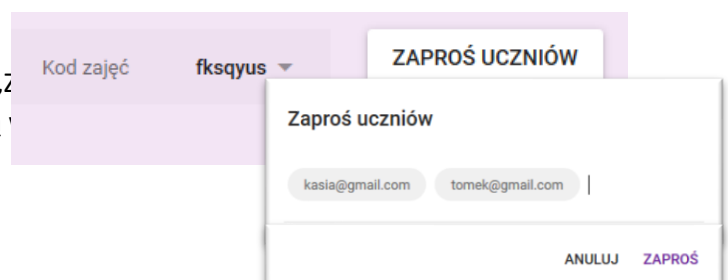 Kod zajęć fksqyus ZAPROŚ UCZNIÓW
Zaproś uczniów
kasia@gmail.com tomek@gmail.com
ANULUJ ZAPROŚ